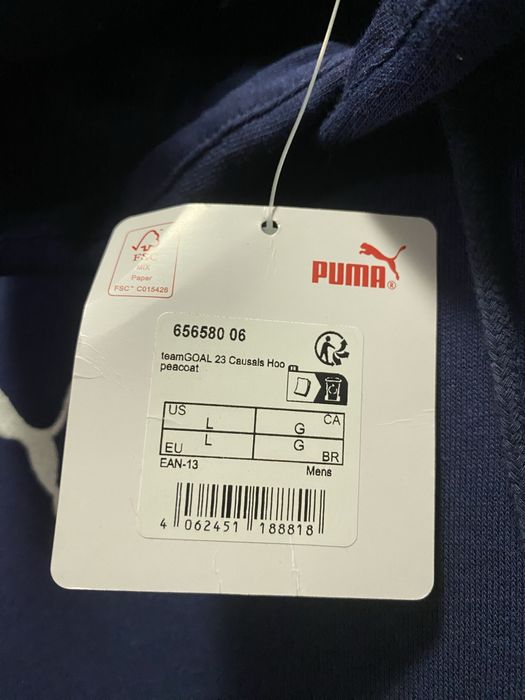 FSC
MIX
Paper
FSC™ C015426
PUMA®
656580 06
teamGOAL 23 Causals Hoo
peacoat
US L G CA
EU L G BR
EAN-13 Mens
4 062451 188818